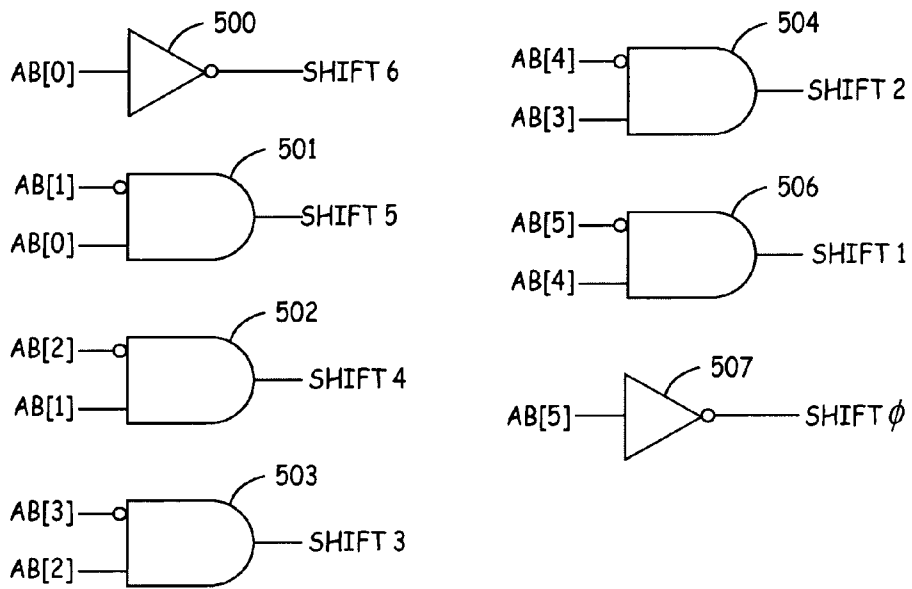 500
AB[0] SHIFT 6
501
AB[1]
AB[0] SHIFT 5
502
AB[2]
AB[1] SHIFT 4
503
AB[3]
AB[2] SHIFT 3
504
AB[4]
AB[3] SHIFT 2
506
AB[5]
AB[4] SHIFT 1
507
AB[5] SHIFT ϕ